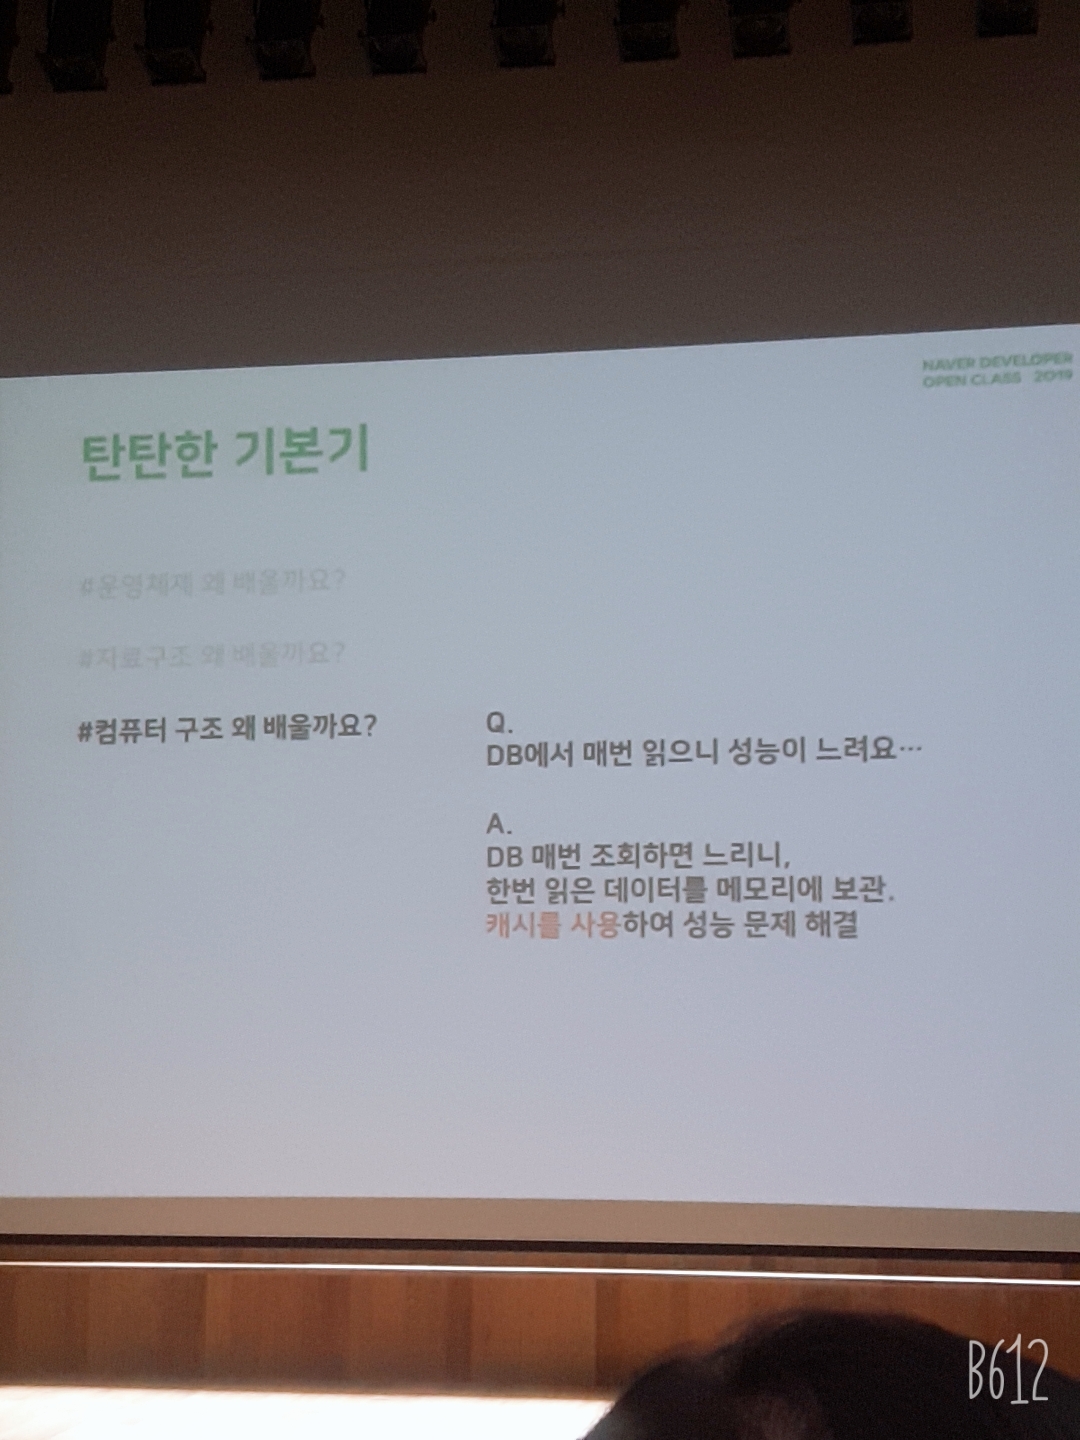 NAVER DEVELOPER
OPEN CLASS 2019
탄탄한 기본기
#운영체제 왜 배울까요?
#자료구조 왜 배울까요?
#컴퓨터 구조 왜 배울까요?
Q.
DB에서 매번 읽으니 성능이 느려요…
A.
DB 매번 조회하면 느리니,
한번 읽은 데이터를 메모리에 보관.
캐시를 사용하여 성능 문제 해결
B612